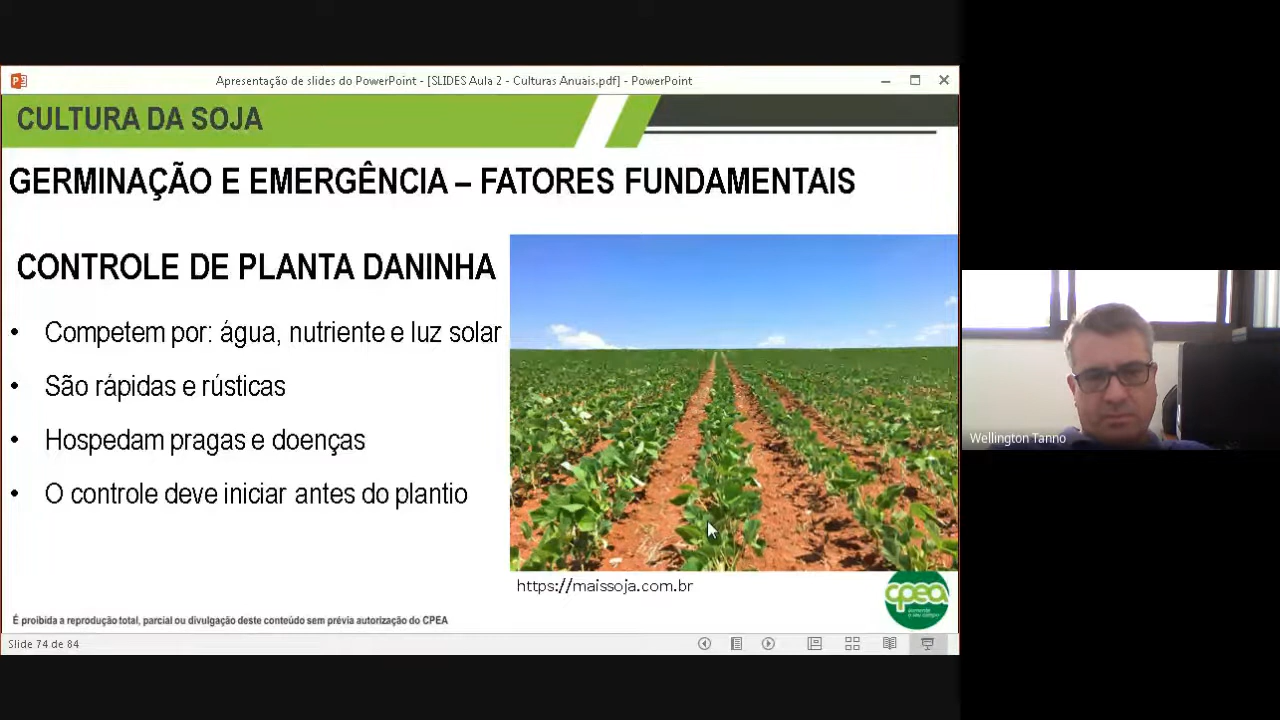 Apresentação de slides do PowerPoint - [SLIDES Aula 2 - Culturas Anuais.pdf] - PowerPoint
CULTURA DA SOJA
GERMINAÇÃO E EMERGÊNCIA – FATORES FUNDAMENTAIS
CONTROLE DE PLANTA DANINHA
• Competem por: água, nutriente e luz solar
• São rápidas e rústicas
• Hospedam pragas e doenças
• O controle deve iniciar antes do plantio
https://maissoja.com.br
cpea
É proibida a reprodução total, parcial ou divulgação deste conteúdo sem prévia autorização do CPEA
Slide 74 de 84
Wellington Tanno